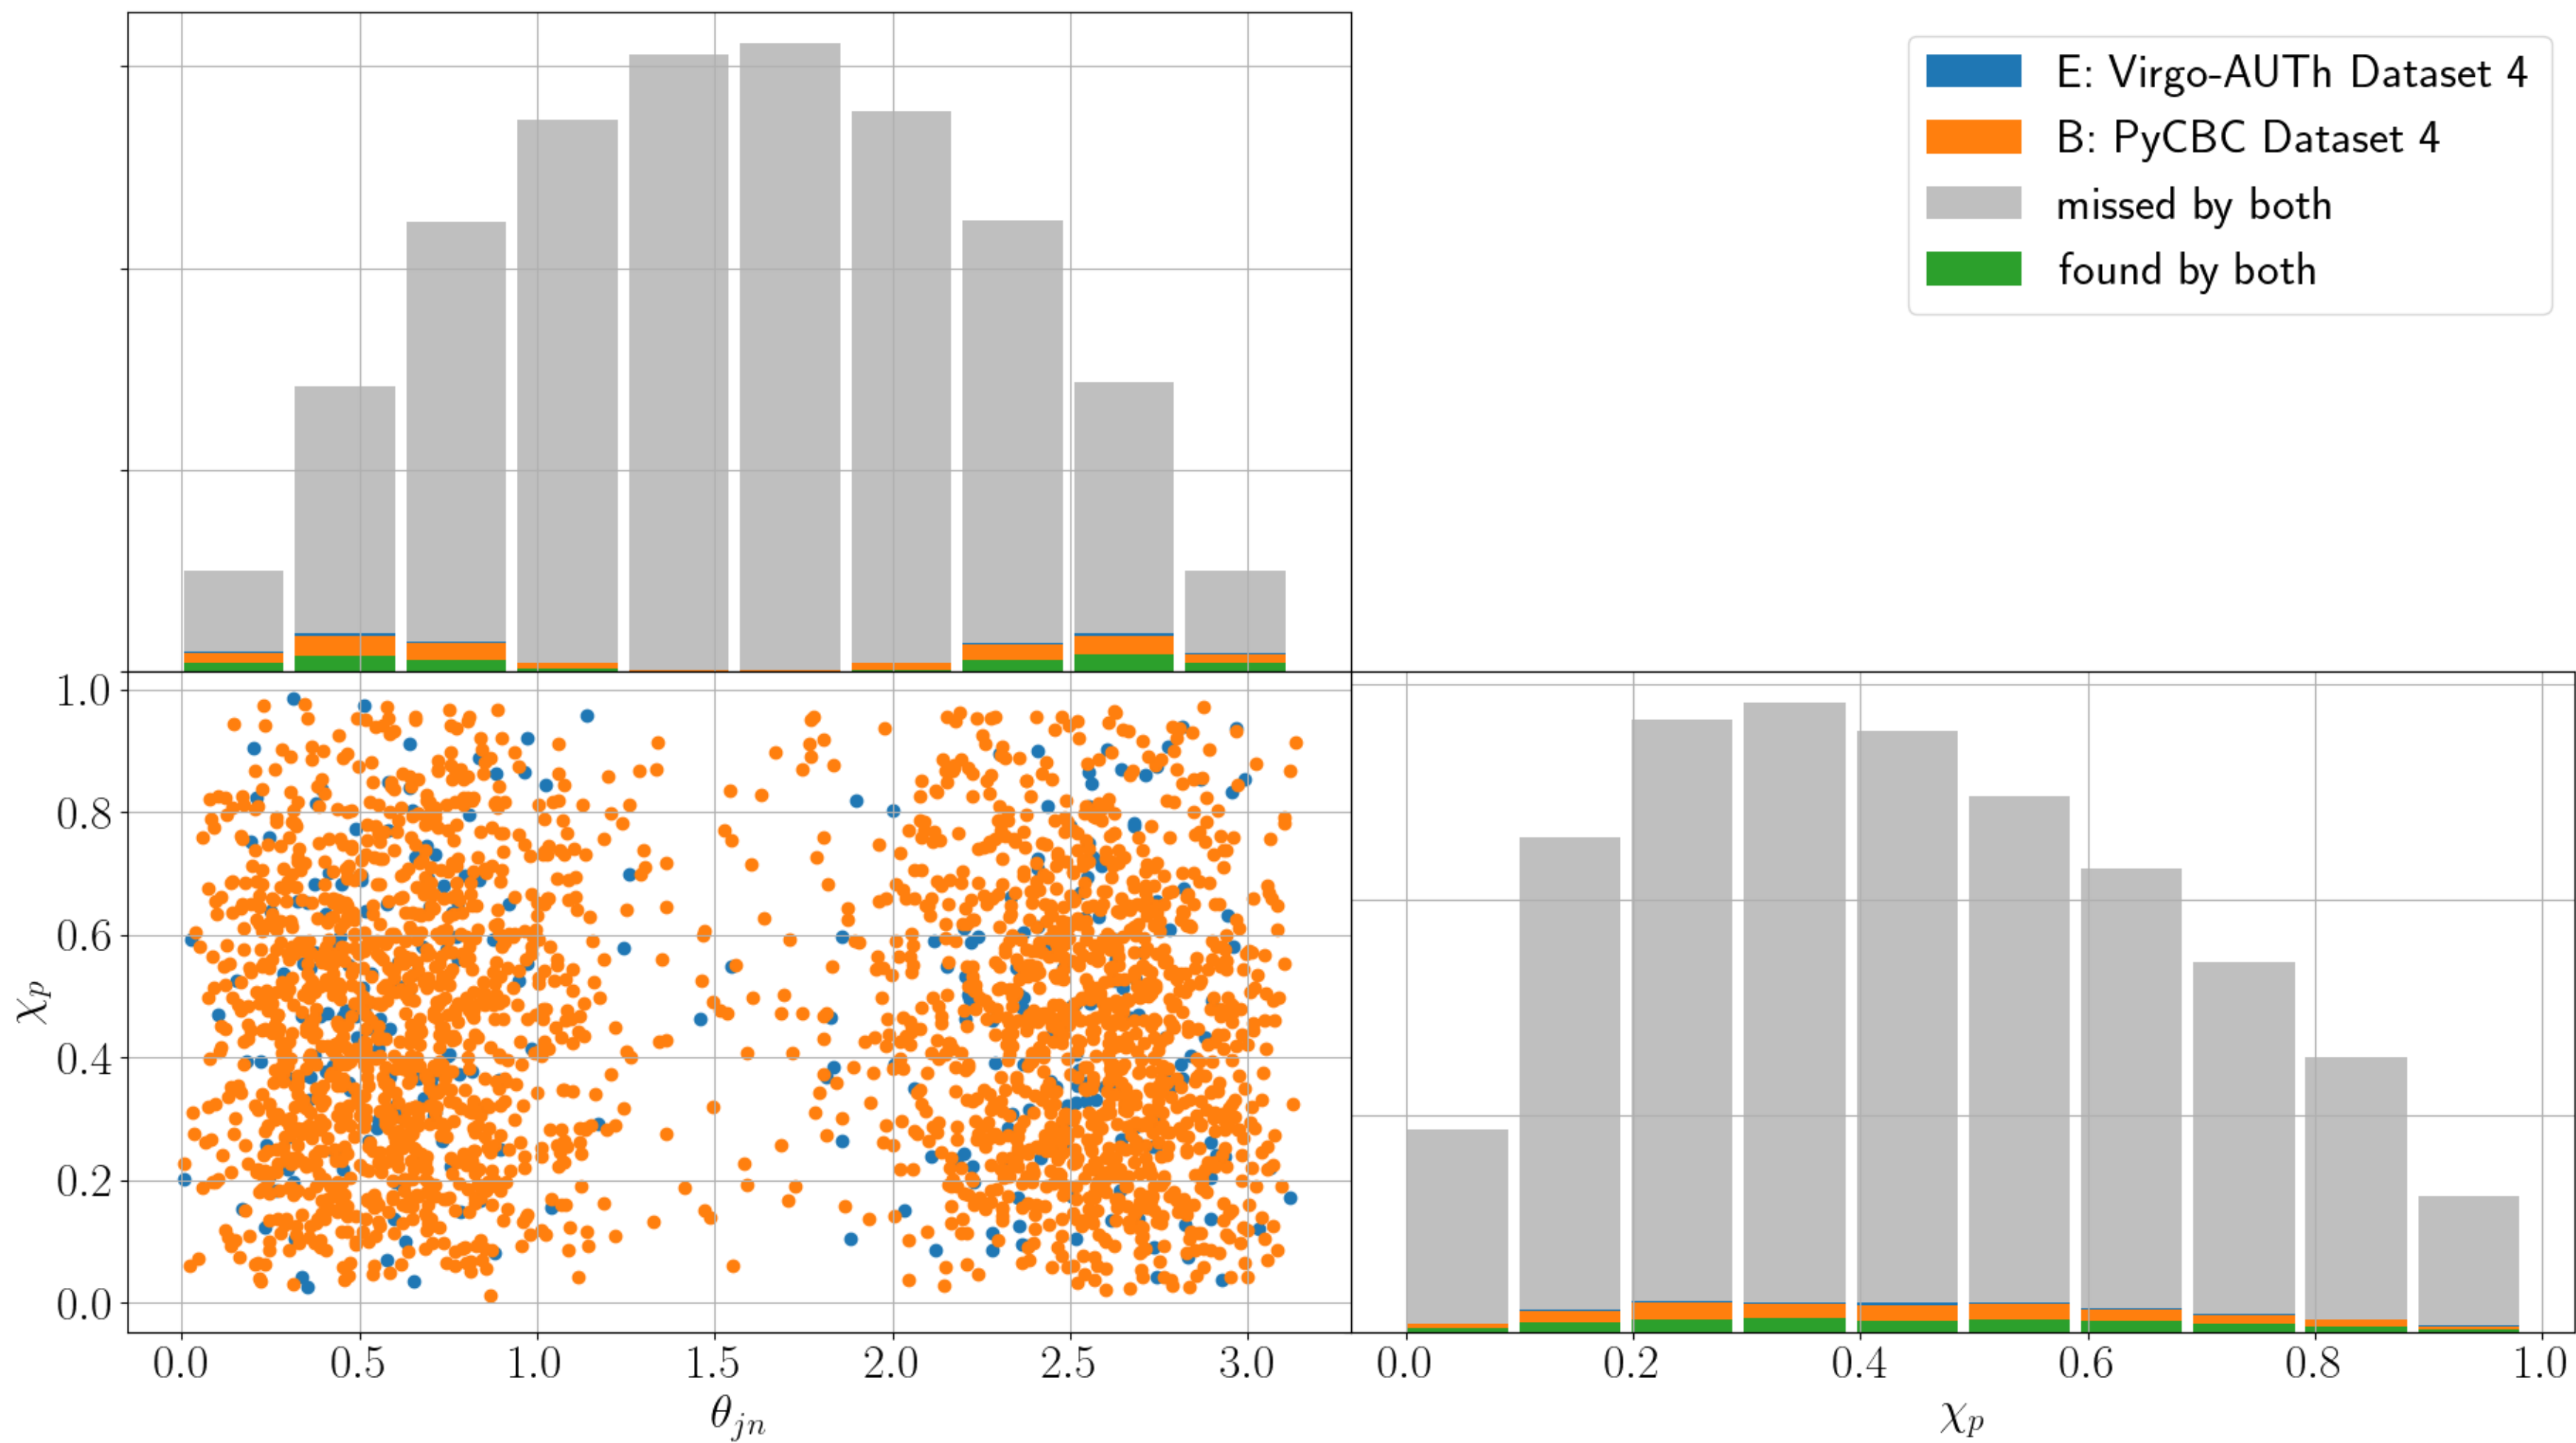 E: Virgo-AUTh Dataset 4
B: PyCBC Dataset 4
missed by both
found by both
1.0
0.8
0.6
0.4
0.2
0.0
χp
0.0 0.5 1.0 1.5 2.0 2.5 3.0
θjn
0.0 0.2 0.4 0.6 0.8 1.0
χp